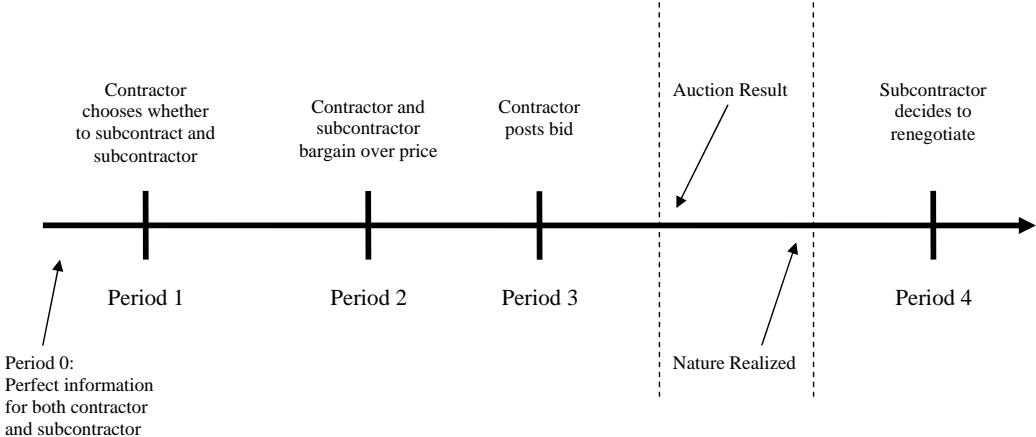 Contractor
chooses whether
to subcontract and
subcontractor
Contractor and
subcontractor
bargain over price
Contractor
posts bid
Auction Result
Subcontractor
decides to
renegotiate
Period 1
Period 2
Period 3
Period 4
Nature Realized
Period 0:
Perfect information
for both contractor
and subcontractor